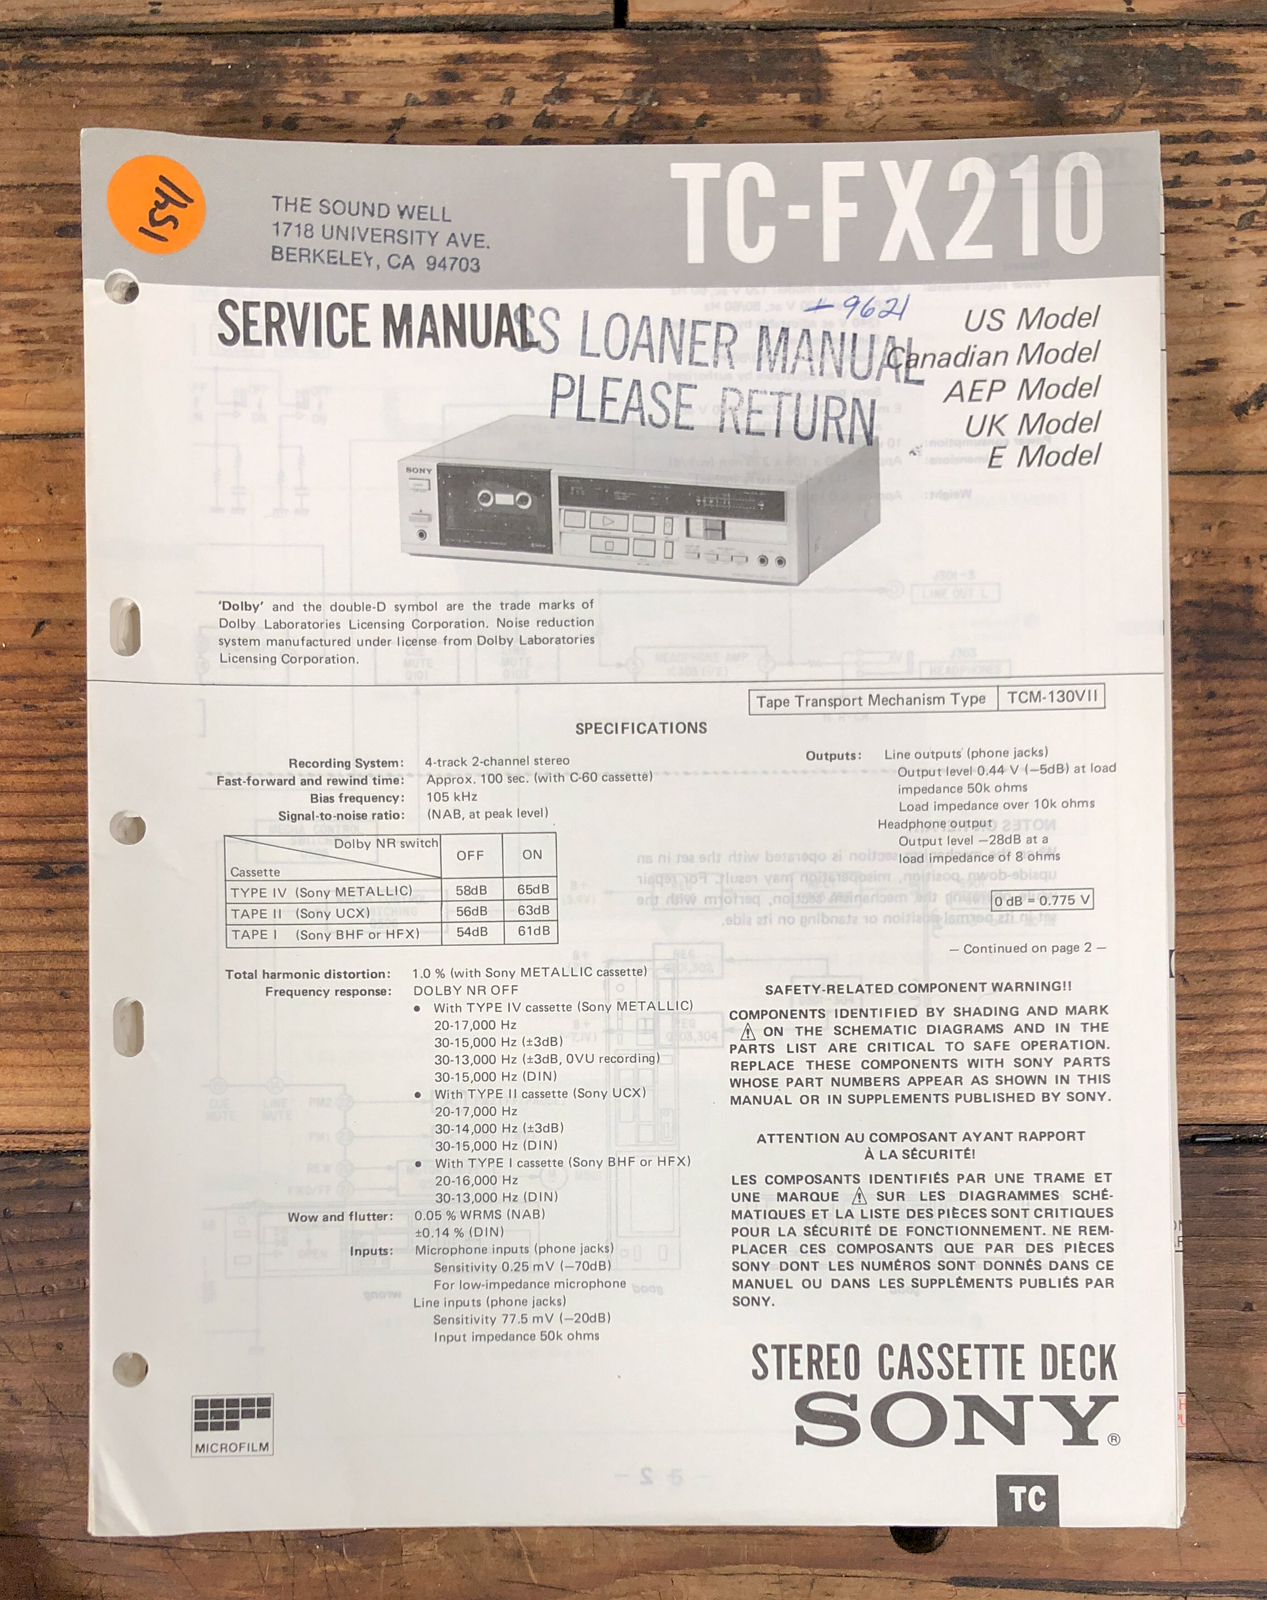 1541
THE SOUND WELL
1718 UNIVERSITY AVE.
BERKELEY, CA 94703
TC-FX210
SERVICE MANUAL
SS LOANER MANUAL
PLEASE RETURN
9621
US Model
Canadian Model
AEP Model
UK Model
E Model
SONY
'Dolby' and the double-D symbol are the trade marks of
Dolby Laboratories Licensing Corporation. Noise reduction
system manufactured under license from Dolby Laboratories
Licensing Corporation.
Tape Transport Mechanism Type TCM-130VII
SPECIFICATIONS
Recording System: 4-track 2-channel stereo
Fast-forward and rewind time: Approx. 100 sec. (with C-60 cassette)
Bias frequency: 105 kHz
Signal-to-noise ratio: (NAB, at peak level)
Dolby NR switch OFF ON
Cassette
TYPE IV (Sony METALLIC) 58dB 65dB
TAPE II (Sony UCX) 56dB 63dB
TAPE I (Sony BHF or HFX) 54dB 61dB
Total harmonic distortion: 1.0 % (with Sony METALLIC cassette)
Frequency response: DOLBY NR OFF
• With TYPE IV cassette (Sony METALLIC)
20-17,000 Hz
30-15,000 Hz (±3dB)
30-13,000 Hz (±3dB, 0VU recording)
30-15,000 Hz (DIN)
• With TYPE II cassette (Sony UCX)
20-17,000 Hz
30-14,000 Hz (±3dB)
30-15,000 Hz (DIN)
• With TYPE I cassette (Sony BHF or HFX)
20-16,000 Hz
30-13,000 Hz (DIN)
Wow and flutter: 0.05 % WRMS (NAB)
±0.14 % (DIN)
Inputs: Microphone inputs (phone jacks)
Sensitivity 0.25 mV (−70dB)
For low-impedance microphone
Line inputs (phone jacks)
Sensitivity 77.5 mV (−20dB)
Input impedance 50k ohms
Outputs: Line outputs (phone jacks)
Output level 0.44 V (−5dB) at load
impedance 50k ohms
Load impedance over 10k ohms
Headphone output
Output level −28dB at a
load impedance of 8 ohms
0 dB = 0.775 V
— Continued on page 2 —
SAFETY-RELATED COMPONENT WARNING!!
COMPONENTS IDENTIFIED BY SHADING AND MARK
⚠ ON THE SCHEMATIC DIAGRAMS AND IN THE
PARTS LIST ARE CRITICAL TO SAFE OPERATION.
REPLACE THESE COMPONENTS WITH SONY PARTS
WHOSE PART NUMBERS APPEAR AS SHOWN IN THIS
MANUAL OR IN SUPPLEMENTS PUBLISHED BY SONY.
ATTENTION AU COMPOSANT AYANT RAPPORT
À LA SÉCURITÉ!
LES COMPOSANTS IDENTIFIÉS PAR UNE TRAME ET
UNE MARQUE ⚠ SUR LES DIAGRAMMES SCHÉ-
MATIQUES ET LA LISTE DES PIÈCES SONT CRITIQUES
POUR LA SÉCURITÉ DE FONCTIONNEMENT. NE REM-
PLACER CES COMPOSANTS QUE PAR DES PIÈCES
SONY DONT LES NUMÉROS SONT DONNÉS DANS CE
MANUEL OU DANS LES SUPPLÉMENTS PUBLIÉS PAR
SONY.
STEREO CASSETTE DECK
SONY®
MICROFILM
TC